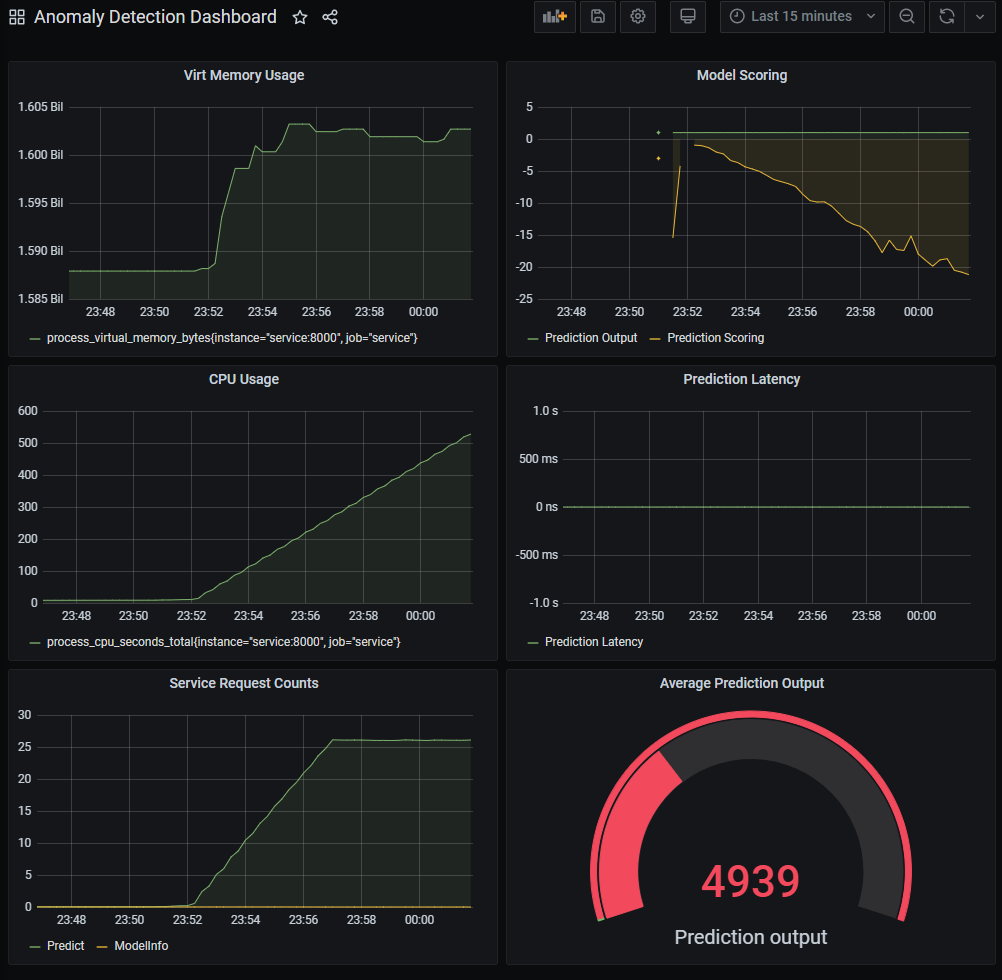 Anomaly Detection Dashboard
Last 15 minutes
Virt Memory Usage
1.605 Bil
1.600 Bil
1.595 Bil
1.590 Bil
1.585 Bil
23:48 23:50 23:52 23:54 23:56 23:58 00:00
process_virtual_memory_bytes{instance="service:8000", job="service"}
Model Scoring
5
0
-5
-10
-15
-20
-25
23:48 23:50 23:52 23:54 23:56 23:58 00:00
Prediction Output Prediction Scoring
CPU Usage
600
500
400
300
200
100
0
23:48 23:50 23:52 23:54 23:56 23:58 00:00
process_cpu_seconds_total{instance="service:8000", job="service"}
Prediction Latency
1.0 s
500 ms
0 ns
-500 ms
-1.0 s
23:48 23:50 23:52 23:54 23:56 23:58 00:00
Prediction Latency
Service Request Counts
30
25
20
15
10
5
0
23:48 23:50 23:52 23:54 23:56 23:58 00:00
Predict ModelInfo
Average Prediction Output
4939
Prediction output